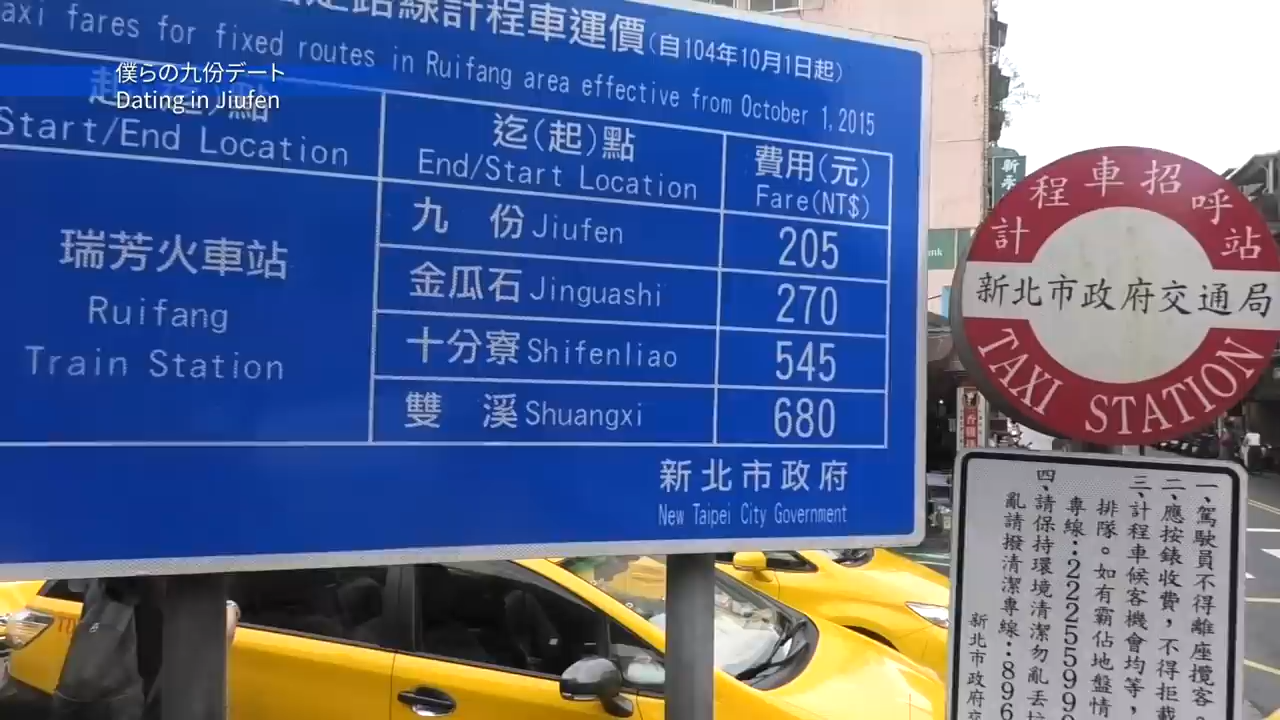 路線計程車運價(自104年10月1日起)
axi fares for fixed routes in Ruifang area effective from October 1, 2015
僕らの九份デート
Dating in Jiufen
Start/End Location
迄(起)點
End/Start Location
費用(元)
Fare(NT$)
瑞芳火車站
Ruifang
Train Station
九 份 Jiufen
205
金瓜石 Jinguashi
270
十分寮 Shifenliao
545
雙 溪 Shuangxi
680
新北市政府
New Taipei City Government
計程車招呼站
新北市政府交通局
TAXI STATION
一、駕駛員不得離座攬客
二、應按錶收費，不得拒載
三、計程車候客機會均等，
排隊。如有霸佔地盤情
專線：2225599
四、請保持環境清潔勿亂丟
亂請撥清潔專線：896
新北市政府交
新永